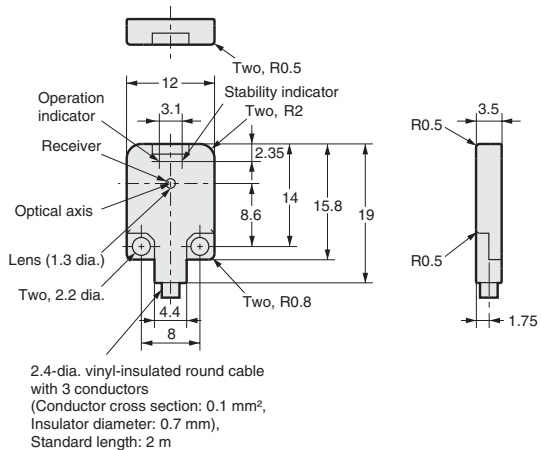 Two, R0.5
12
Stability indicator
Operation
indicator
3.1
Two, R2
3.5
R0.5
Receiver
2.35
Optical axis
8.6
14
15.8
19
Lens (1.3 dia.)
R0.5
Two, 2.2 dia.
Two, R0.8
4.4
1.75
8
2.4-dia. vinyl-insulated round cable
with 3 conductors
(Conductor cross section: 0.1 mm²,
Insulator diameter: 0.7 mm),
Standard length: 2 m